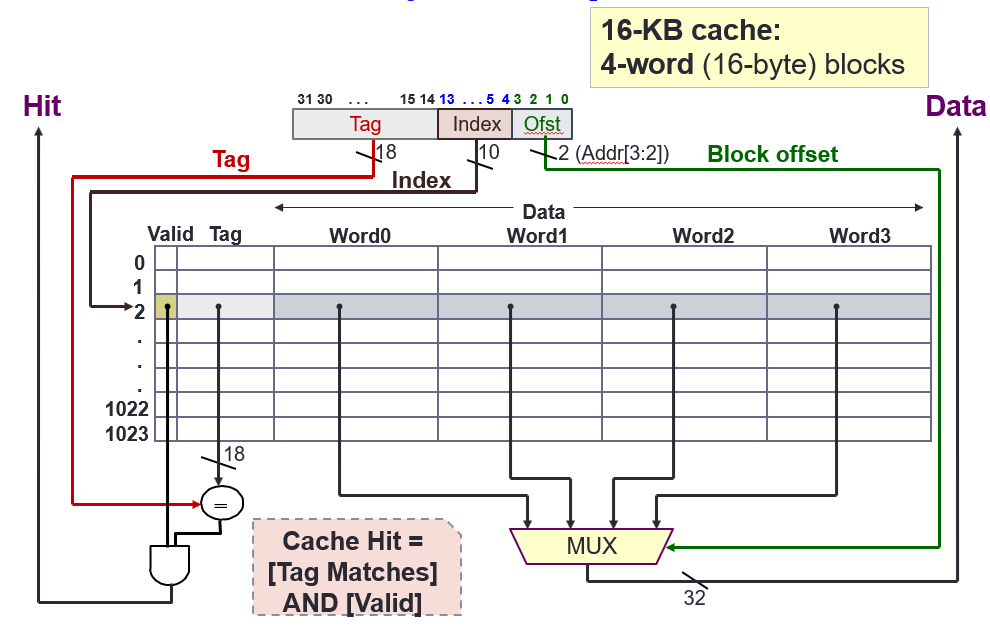 16-KB cache:
4-word (16-byte) blocks
Hit
Data
31 30 ... 15 14 13 ... 5 4 3 2 1 0
Tag Index Ofst
18 10 2 (Addr[3:2]) Block offset
Tag
Index
Data
Valid Tag Word0 Word1 Word2 Word3
0
1
2
.
.
.
1022
1023
18
=
Cache Hit =
[Tag Matches]
AND [Valid]
MUX
32